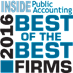 INSIDE Public
Accounting
2016
BEST
OF THE
BEST
FIRMS